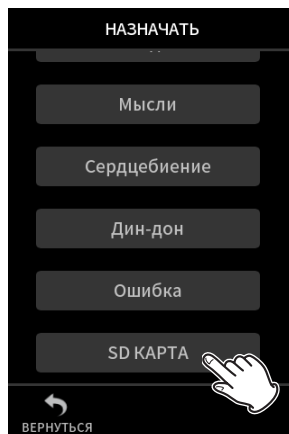 НАЗНАЧАТЬ
Мысли
Сердцебиение
Дин-дон
Ошибка
SD КАРТА
ВЕРНУТЬСЯ